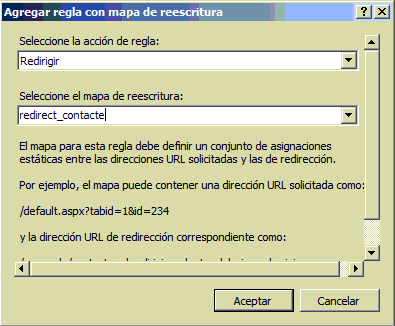 Agregar regla con mapa de reescritura
Seleccione la acción de regla:
Redirigir
Seleccione el mapa de reescritura:
redirect_contacte
El mapa para esta regla debe definir un conjunto de asignaciones
estáticas entre las direcciones URL solicitadas y las de redirección.
Por ejemplo, el mapa puede contener una dirección URL solicitada como:
/default.aspx?tabid=1&id=234
y la dirección URL de redirección correspondiente como:
Aceptar
Cancelar